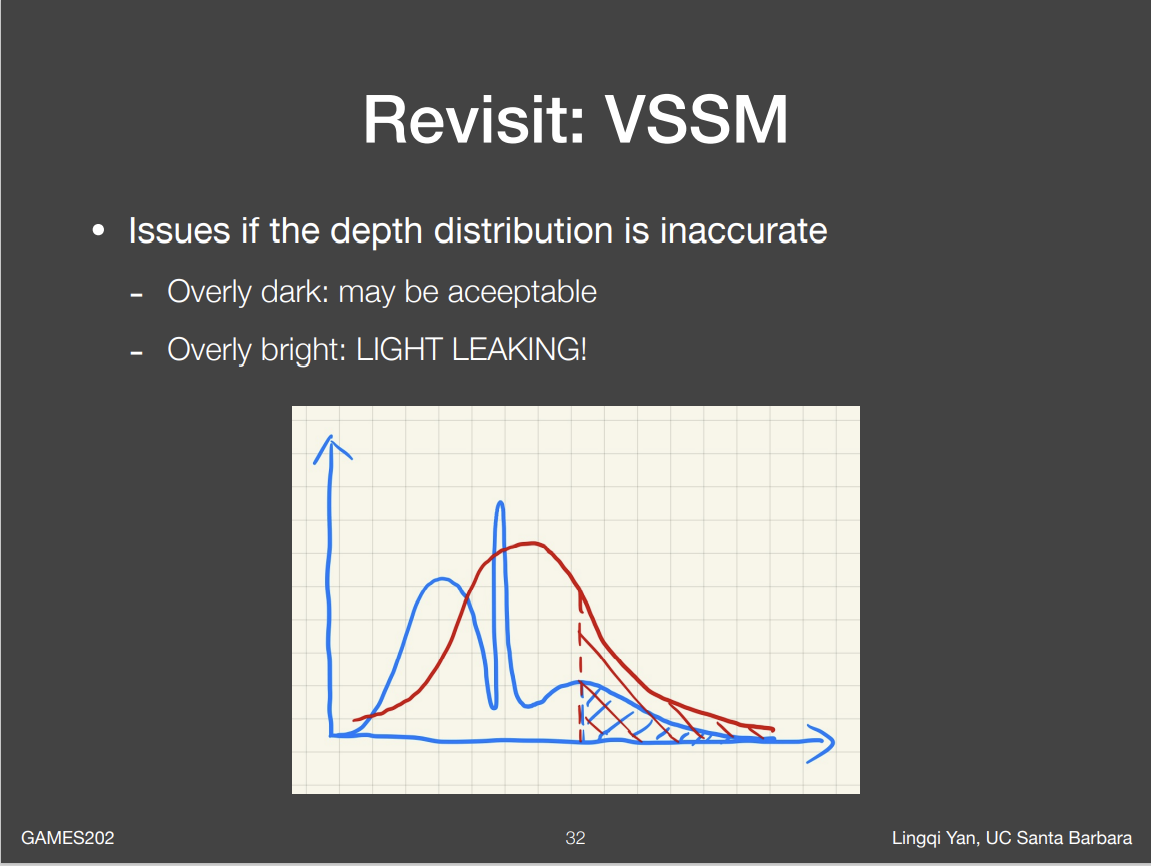 Revisit: VSSM
• Issues if the depth distribution is inaccurate
- Overly dark: may be aceeptable
- Overly bright: LIGHT LEAKING!
GAMES202
32
Lingqi Yan, UC Santa Barbara